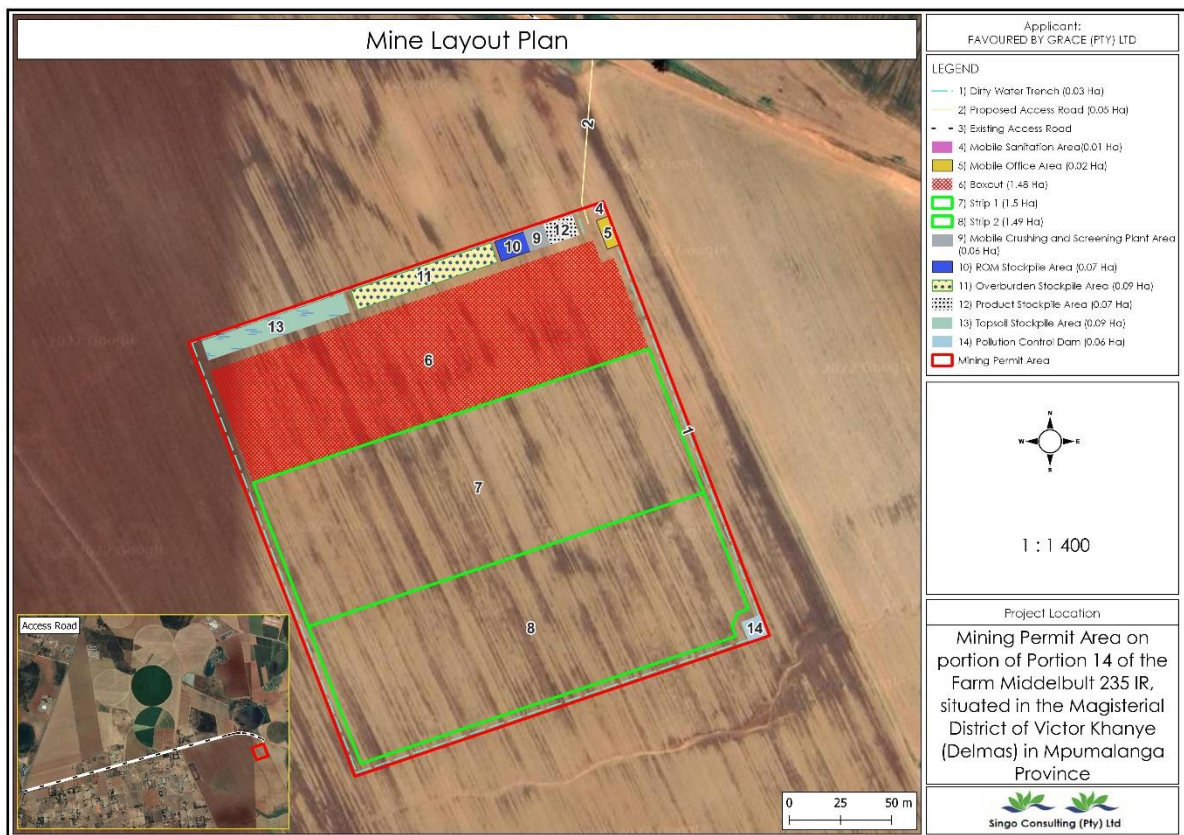 Mine Layout Plan
Applicant:
FAVOURED BY GRACE (PTY) LTD
LEGEND
1) Dirty Water Trench (0.03 Ha)
2) Proposed Access Road (0.05 Ha)
3) Existing Access Road
4) Mobile Sanitation Area(0.01 Ha)
5) Mobile Office Area (0.02 Ha)
6) Boxcut (1.48 Ha)
7) Strip 1 (1.5 Ha)
8) Strip 2 (1.49 Ha)
9) Mobile Crushing and Screening Plant Area
(0.06 Ha)
10) ROM Stockpile Area (0.07 Ha)
11) Overburden Stockpile Area (0.09 Ha)
12) Product Stockpile Area (0.07 Ha)
13) Topsoil Stockpile Area (0.09 Ha)
14) Pollution Control Dam (0.06 Ha)
Mining Permit Area
N
W E
S
1 : 1 400
Project Location
Mining Permit Area on
portion of Portion 14 of the
Farm Middelbult 235 IR,
situated in the Magisterial
District of Victor Khanye
(Delmas) in Mpumalanga
Province
Singo Consulting (Pty) Ltd
2
4
5
12
9
10
11
13
6
1
7
8
14
Access Road
0 25 50 m